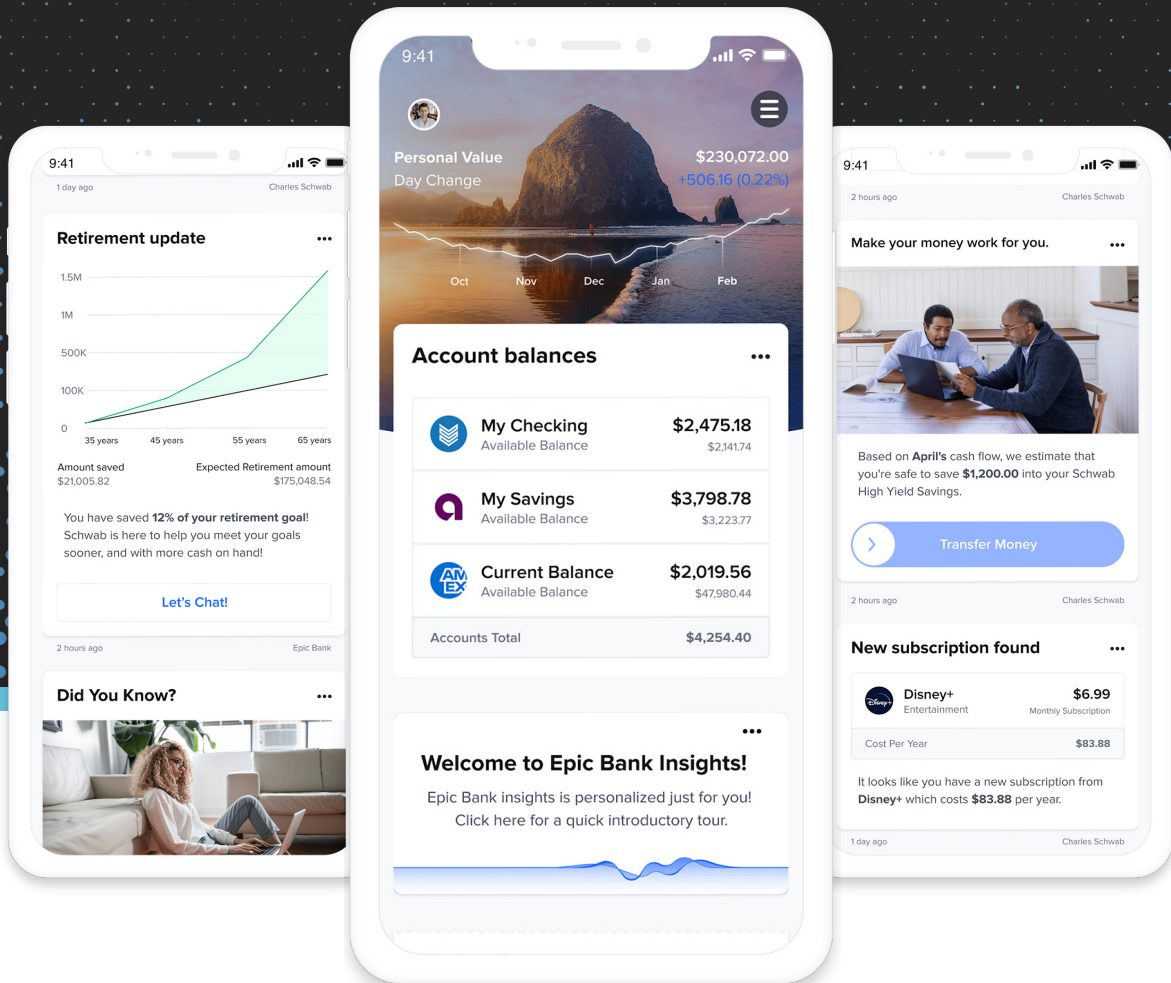 9:41
1 day ago Charles Schwab
Retirement update
1.5M
1M
500K
100K
0
35 years 45 years 55 years 65 years
Amount saved Expected Retirement amount
$21,005.82 $175,048.54
You have saved 12% of your retirement goal!
Schwab is here to help you meet your goals
sooner, and with more cash on hand!
Let's Chat!
2 hours ago Epic Bank
Did You Know?
9:41
Personal Value $230,072.00
Day Change +506.16 (0.22%)
Oct Nov Dec Jan Feb
Account balances
My Checking $2,475.18
Available Balance $2,141.74
My Savings $3,798.78
Available Balance $3,223.77
AM
EX
Current Balance $2,019.56
Available Balance $47,980.44
Accounts Total $4,254.40
Welcome to Epic Bank Insights!
Epic Bank insights is personalized just for you!
Click here for a quick introductory tour.
9:41
2 hours ago Charles Schwab
Make your money work for you.
Based on April's cash flow, we estimate that
you're safe to save $1,200.00 into your Schwab
High Yield Savings.
Transfer Money
2 hours ago Charles Schwab
New subscription found
Disney+
Disney+ $6.99
Entertainment Monthly Subscription
Cost Per Year $83.88
It looks like you have a new subscription from
Disney+ which costs $83.88 per year.
1 day ago Charles Schwab